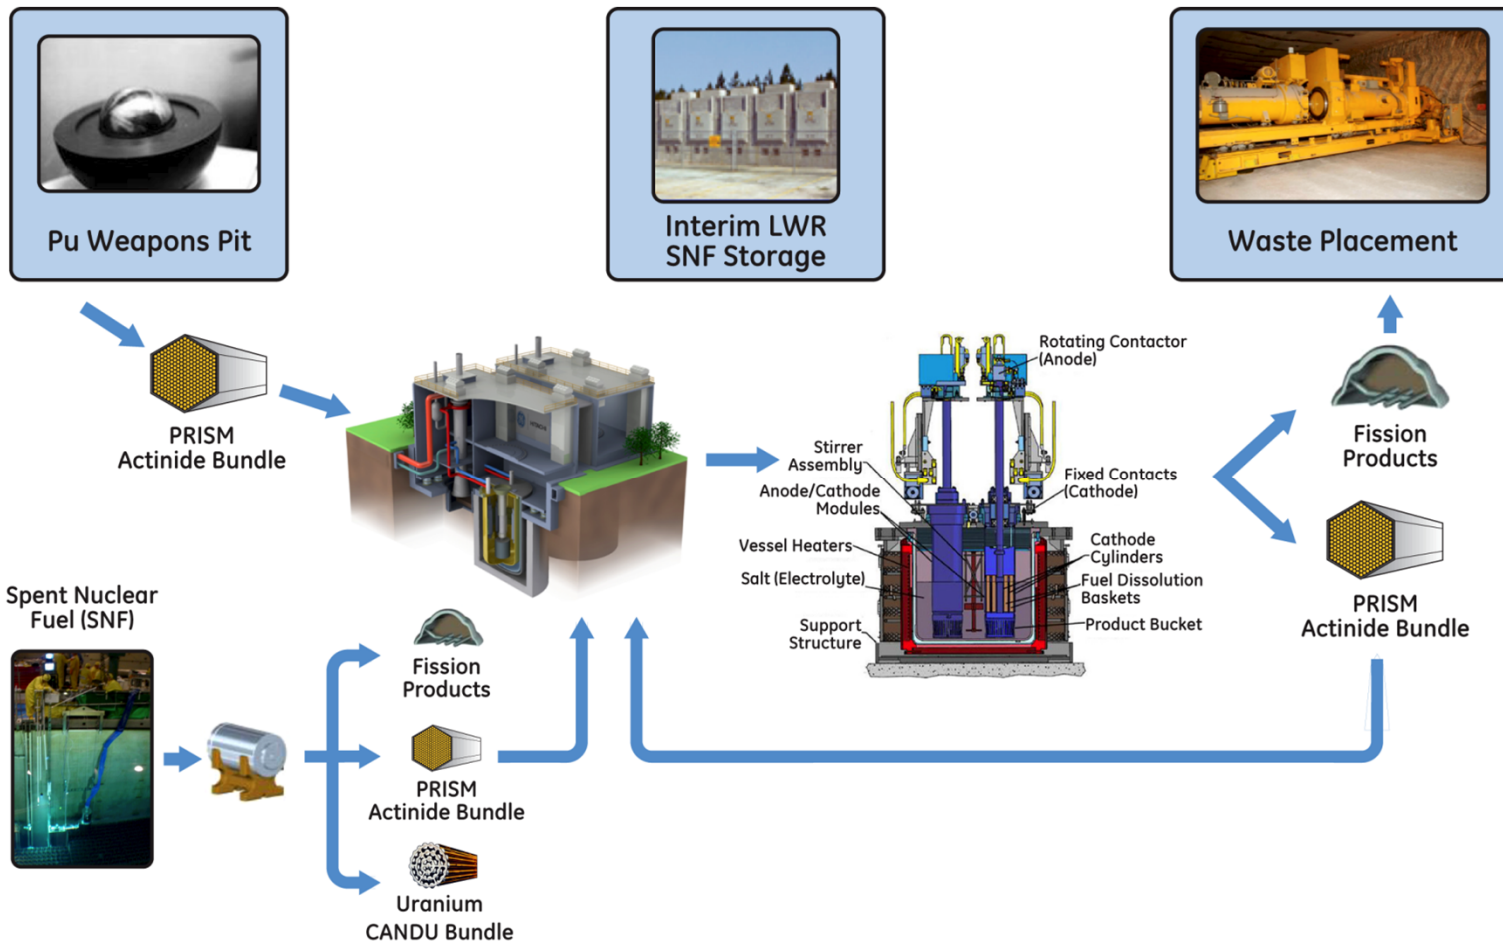 Pu Weapons Pit
Interim LWR
SNF Storage
Waste Placement
PRISM
Actinide Bundle
HITACHI
Rotating Contactor
(Anode)
Stirrer
Assembly
Anode/Cathode
Modules
Vessel Heaters
Salt (Electrolyte)
Support
Structure
Fixed Contacts
(Cathode)
Cathode
Cylinders
Fuel Dissolution
Baskets
Product Bucket
Fission
Products
PRISM
Actinide Bundle
Spent Nuclear
Fuel (SNF)
Fission
Products
PRISM
Actinide Bundle
Uranium
CANDU Bundle